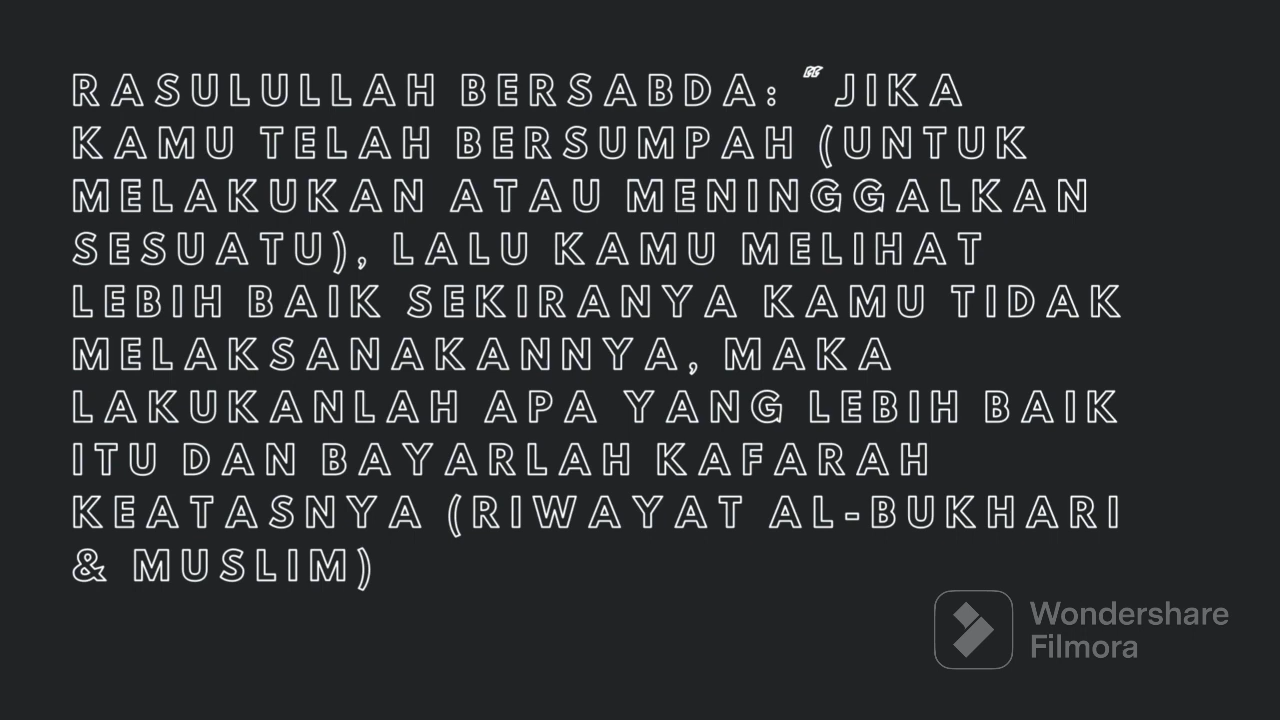 RASULULLAH BERSABDA: “JIKA
KAMU TELAH BERSUMPAH (UNTUK
MELAKUKAN ATAU MENINGGALKAN
SESUATU), LALU KAMU MELIHAT
LEBIH BAIK SEKIRANYA KAMU TIDAK
MELAKSANAKANNYA, MAKA
LAKUKANLAH APA YANG LEBIH BAIK
ITU DAN BAYARLAH KAFARAH
KEATASNYA (RIWAYAT AL-BUKHARI
& MUSLIM)
Wondershare
Filmora